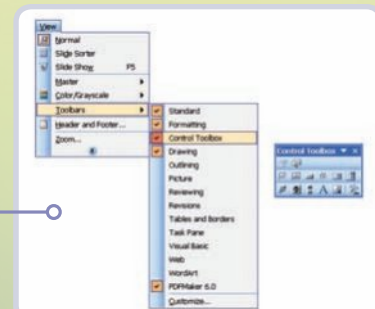 View
Normal
Slide Sorter
Slide Show F5
Master
Color/Grayscale
Toolbars
Header and Footer...
Zoom...
Standard
Formatting
Control Toolbox
Drawing
Outlining
Picture
Reviewing
Revisions
Tables and Borders
Task Pane
Visual Basic
Web
WordArt
PDFMaker 6.0
Customize...
Control Toolbox